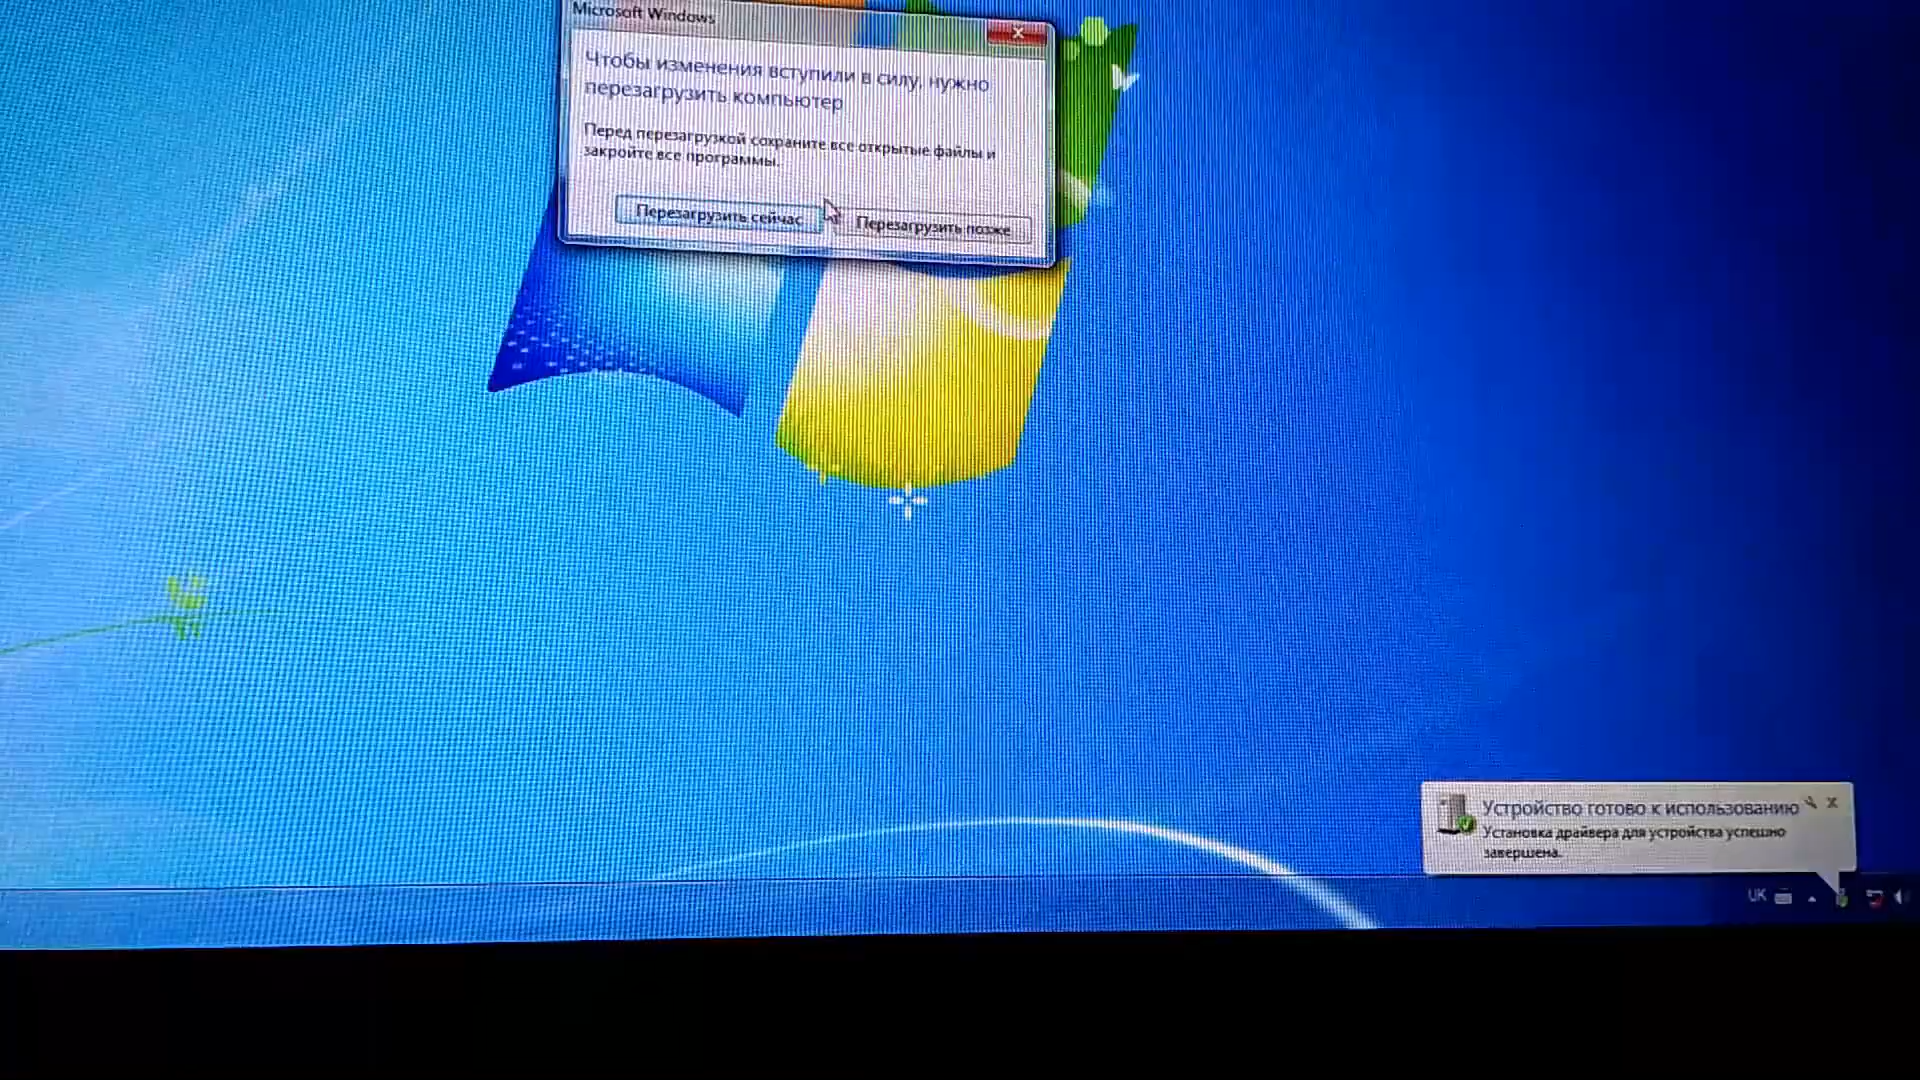 Microsoft Windows
Чтобы изменения вступили в силу, нужно
перезагрузить компьютер
Перед перезагрузкой сохраните все открытые файлы и
закройте все программы.
Перезагрузить сейчас
Перезагрузить позже
Устройство готово к использованию
Установка драйвера для устройства успешно
завершена.
UK